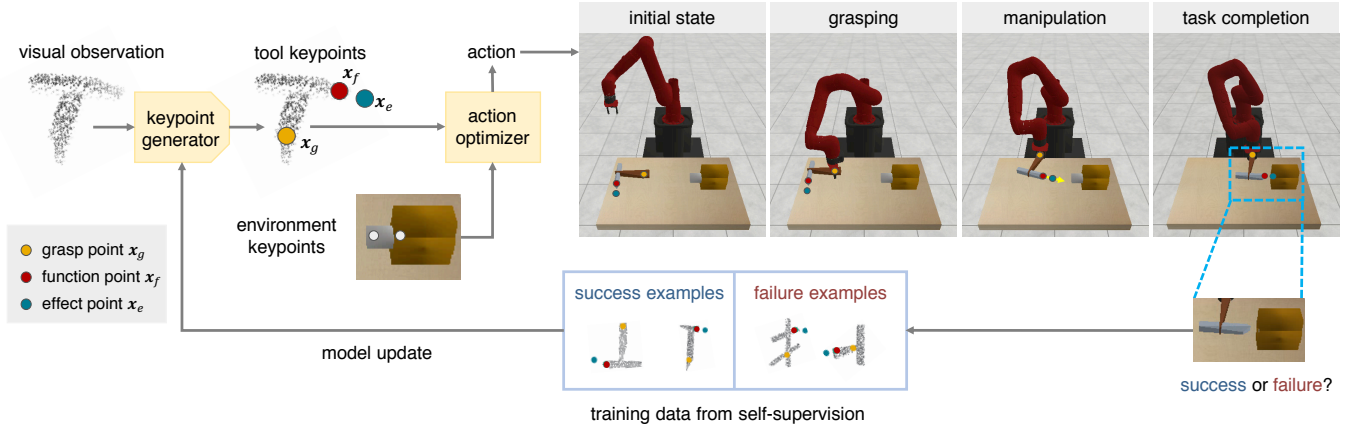 initial state
grasping
manipulation
task completion
visual observation
tool keypoints
action
x_f
x_e
x_g
keypoint
generator
action
optimizer
environment
keypoints
grasp point x_g
function point x_f
effect point x_e
success examples
failure examples
model update
training data from self-supervision
success or failure?